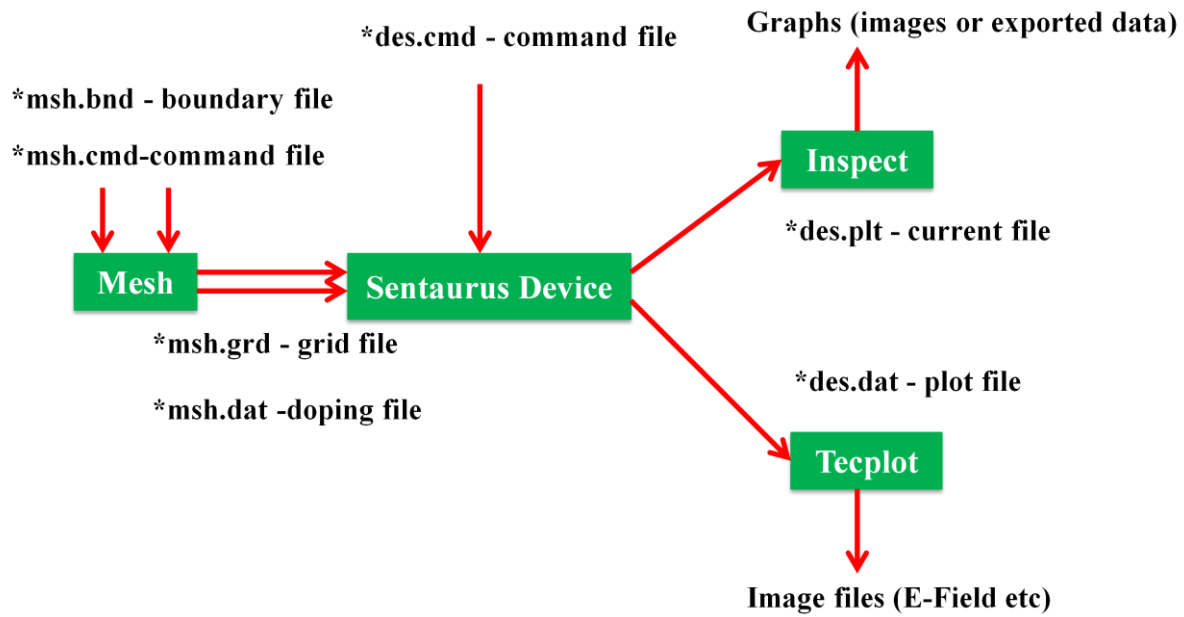 Graphs (images or exported data)
*des.cmd - command file
*msh.bnd - boundary file
*msh.cmd-command file
Inspect
*des.plt - current file
Mesh
Sentaurus Device
*msh.grd - grid file
*msh.dat -doping file
*des.dat - plot file
Tecplot
Image files (E-Field etc)